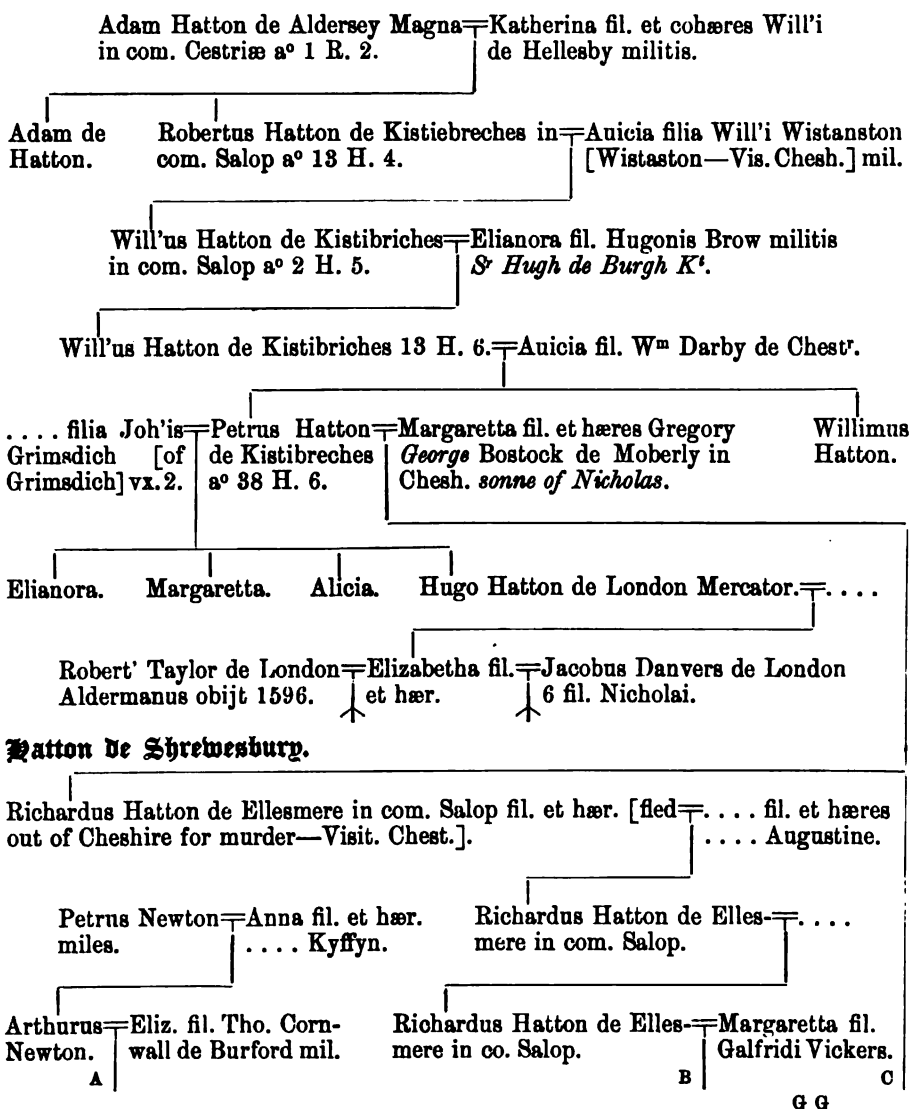 Adam Hatton de Aldersey Magna=Katherina fil. et cohæres Will'i
in com. Cestriæ aº 1 R. 2. de Hellesby militis.
Adam de
Hatton.
Robertus Hatton de Kistiebreches in=Auicia filia Will'i Wistanston
com. Salop aº 13 H. 4. [Wistaston—Vis. Chesh.] mil.
Will'us Hatton de Kistibriches=Elianora fil. Hugonis Brow militis
in com. Salop aº 2 H. 5. Sr Hugh de Burgh Kt.
Will'us Hatton de Kistibriches 13 H. 6.=Auicia fil. Wm Darby de Chestr.
. . . . filia Joh'is=Petrus Hatton=Margaretta fil. et hæres Gregory
Grimsdich [of de Kistibreches George Bostock de Moberly in
Grimsdich] vx. 2. aº 38 H. 6. Chesh. sonne of Nicholas.
Willimus
Hatton.
Elianora. Margaretta. Alicia. Hugo Hatton de London Mercator.=. . . .
Robert' Taylor de London=Elizabetha fil.=Jacobus Danvers de London
Aldermanus obijt 1596. et hær. 6 fil. Nicholai.
Hatton de Shrewesbury.
Richardus Hatton de Ellesmere in com. Salop fil. et hær. [fled=. . . . fil. et hæres
out of Cheshire for murder—Visit. Chest.]. . . . . Augustine.
Petrus Newton=Anna fil. et hær.
miles. . . . . Kyffyn.
Richardus Hatton de Elles-=. . . .
mere in com. Salop.
Arthurus=Eliz. fil. Tho. Corn-
Newton. wall de Burford mil.
A
Richardus Hatton de Elles-=Margaretta fil.
mere in co. Salop. Galfridi Vickers.
B C
G G